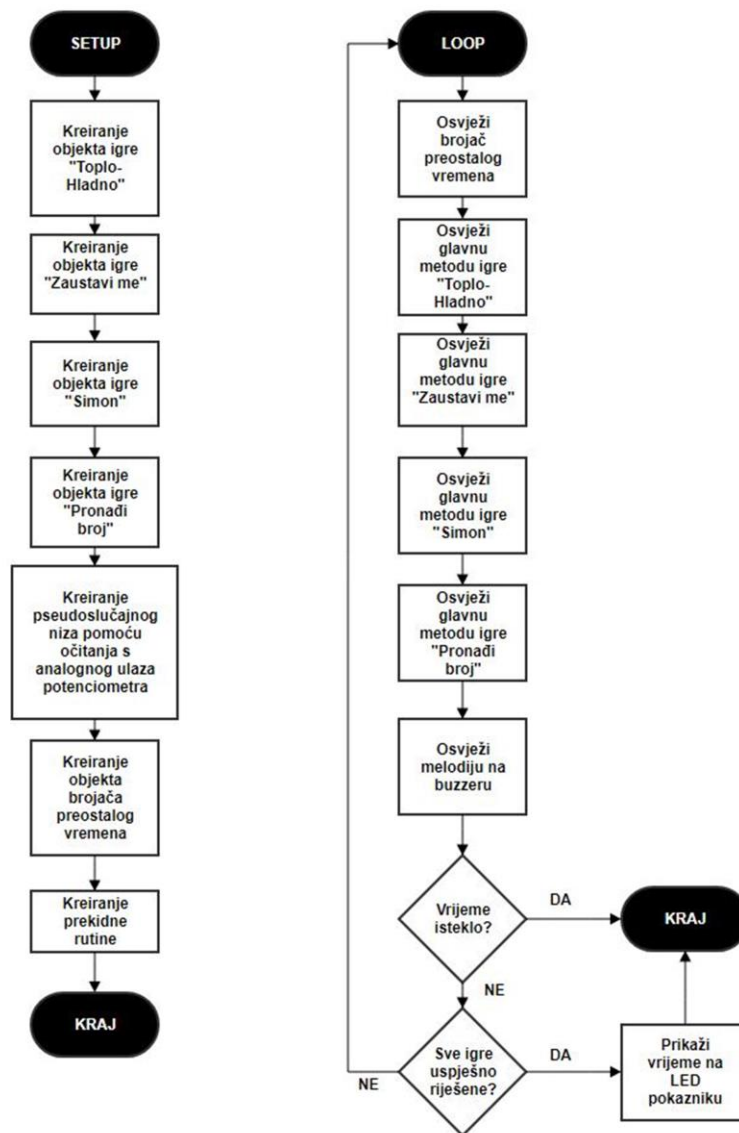 SETUP
Kreiranje
objekta igre
"Toplo-
Hladno"
Kreiranje
objekta igre
"Zaustavi me"
Kreiranje
objekta igre
"Simon"
Kreiranje
objekta igre
"Pronađi
broj"
Kreiranje
pseudoslučajnog
niza pomoću
očitanja s
analognog ulaza
potenciometra
Kreiranje
objekta
brojača
preostalog
vremena
Kreiranje
prekidne
rutine
KRAJ
LOOP
Osvježi
brojač
preostalog
vremena
Osvježi
glavnu
metodu igre
"Toplo-
Hladno"
Osvježi
glavnu
metodu igre
"Zaustavi me"
Osvježi
glavnu
metodu igre
"Simon"
Osvježi
glavnu
metodu igre
"Pronađi
broj"
Osvježi
melodiju na
buzzeru
Vrijeme
isteklo?
DA
KRAJ
NE
Sve igre
uspješno
riješene?
NE
DA
Prikaži
vrijeme na
LED
pokazniku